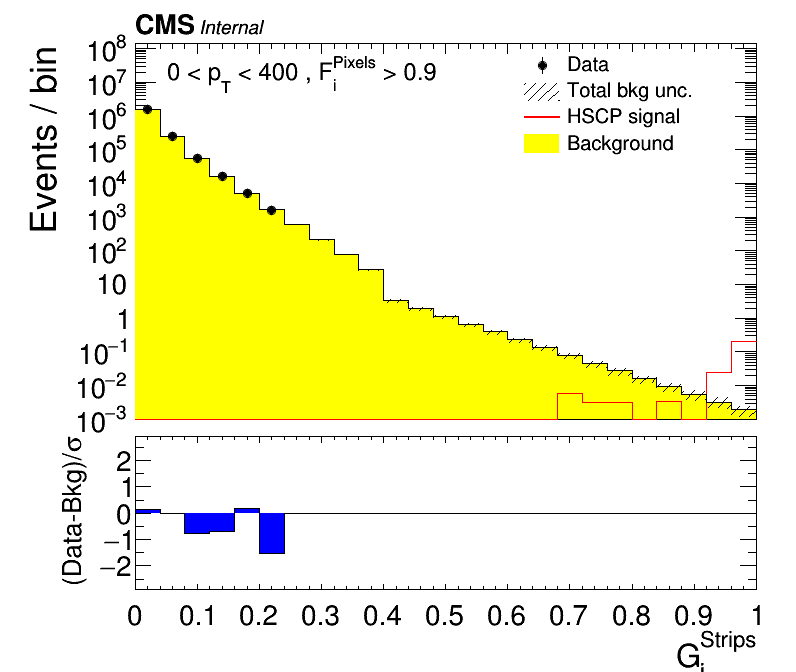 CMS Internal
0 < p_T < 400 , F_i^Pixels > 0.9
Data
Total bkg unc.
HSCP signal
Background
Events / bin
10^8
10^7
10^6
10^5
10^4
10^3
10^2
10
1
10^−1
10^−2
10^−3
(Data-Bkg)/σ
2
1
0
−1
−2
0 0.1 0.2 0.3 0.4 0.5 0.6 0.7 0.8 0.9 1
G_i^Strips